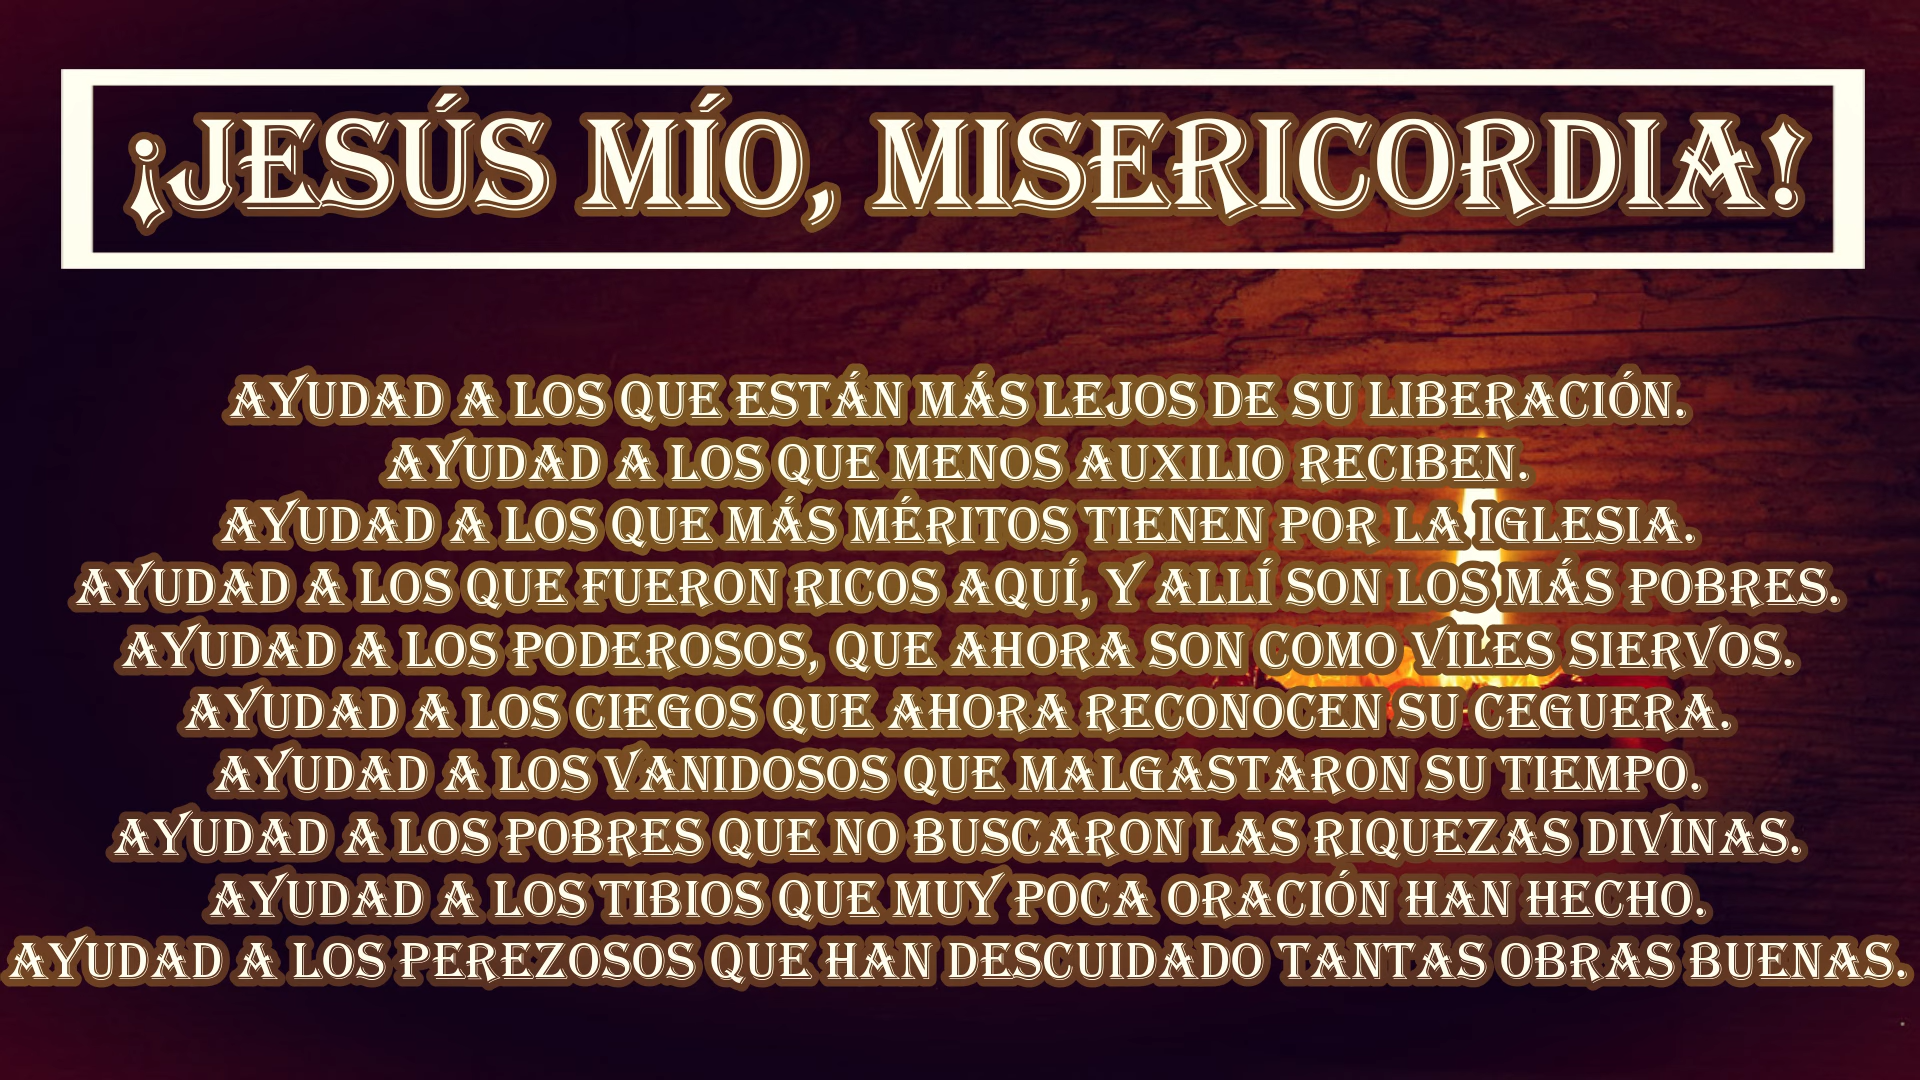 ¡JESÚS MÍO, MISERICORDIA!
AYUDAD A LOS QUE ESTÁN MÁS LEJOS DE SU LIBERACIÓN.
AYUDAD A LOS QUE MENOS AUXILIO RECIBEN.
AYUDAD A LOS QUE MÁS MÉRITOS TIENEN POR LA IGLESIA.
AYUDAD A LOS QUE FUERON RICOS AQUÍ, Y ALLÍ SON LOS MÁS POBRES.
AYUDAD A LOS PODEROSOS, QUE AHORA SON COMO VILES SIERVOS.
AYUDAD A LOS CIEGOS QUE AHORA RECONOCEN SU CEGUERA.
AYUDAD A LOS VANIDOSOS QUE MALGASTARON SU TIEMPO.
AYUDAD A LOS POBRES QUE NO BUSCARON LAS RIQUEZAS DIVINAS.
AYUDAD A LOS TIBIOS QUE MUY POCA ORACIÓN HAN HECHO.
AYUDAD A LOS PEREZOSOS QUE HAN DESCUIDADO TANTAS OBRAS BUENAS.